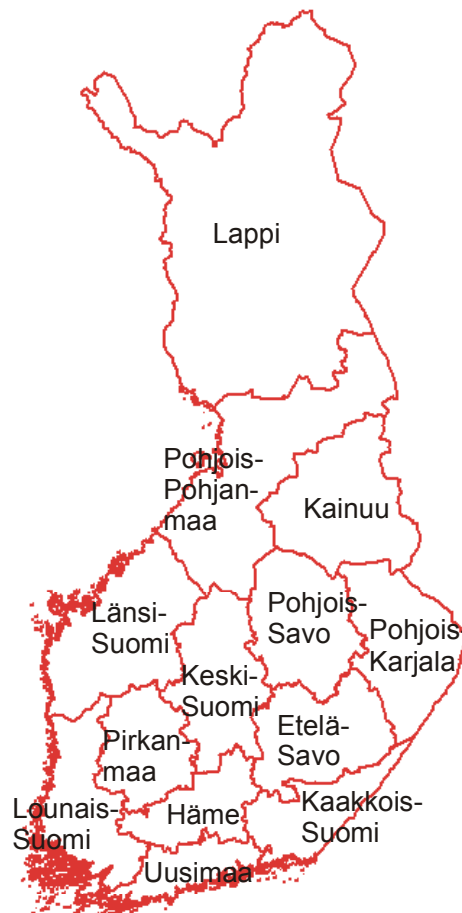 Lappi
Pohjois-
Pohjan-
maa
Kainuu
Länsi-
Suomi
Pohjois-
Savo
Pohjois
Karjala
Keski-
Suomi
Etelä-
Savo
Pirkan-
maa
Lounais-
Suomi
Häme
Kaakkois-
Suomi
Uusimaa